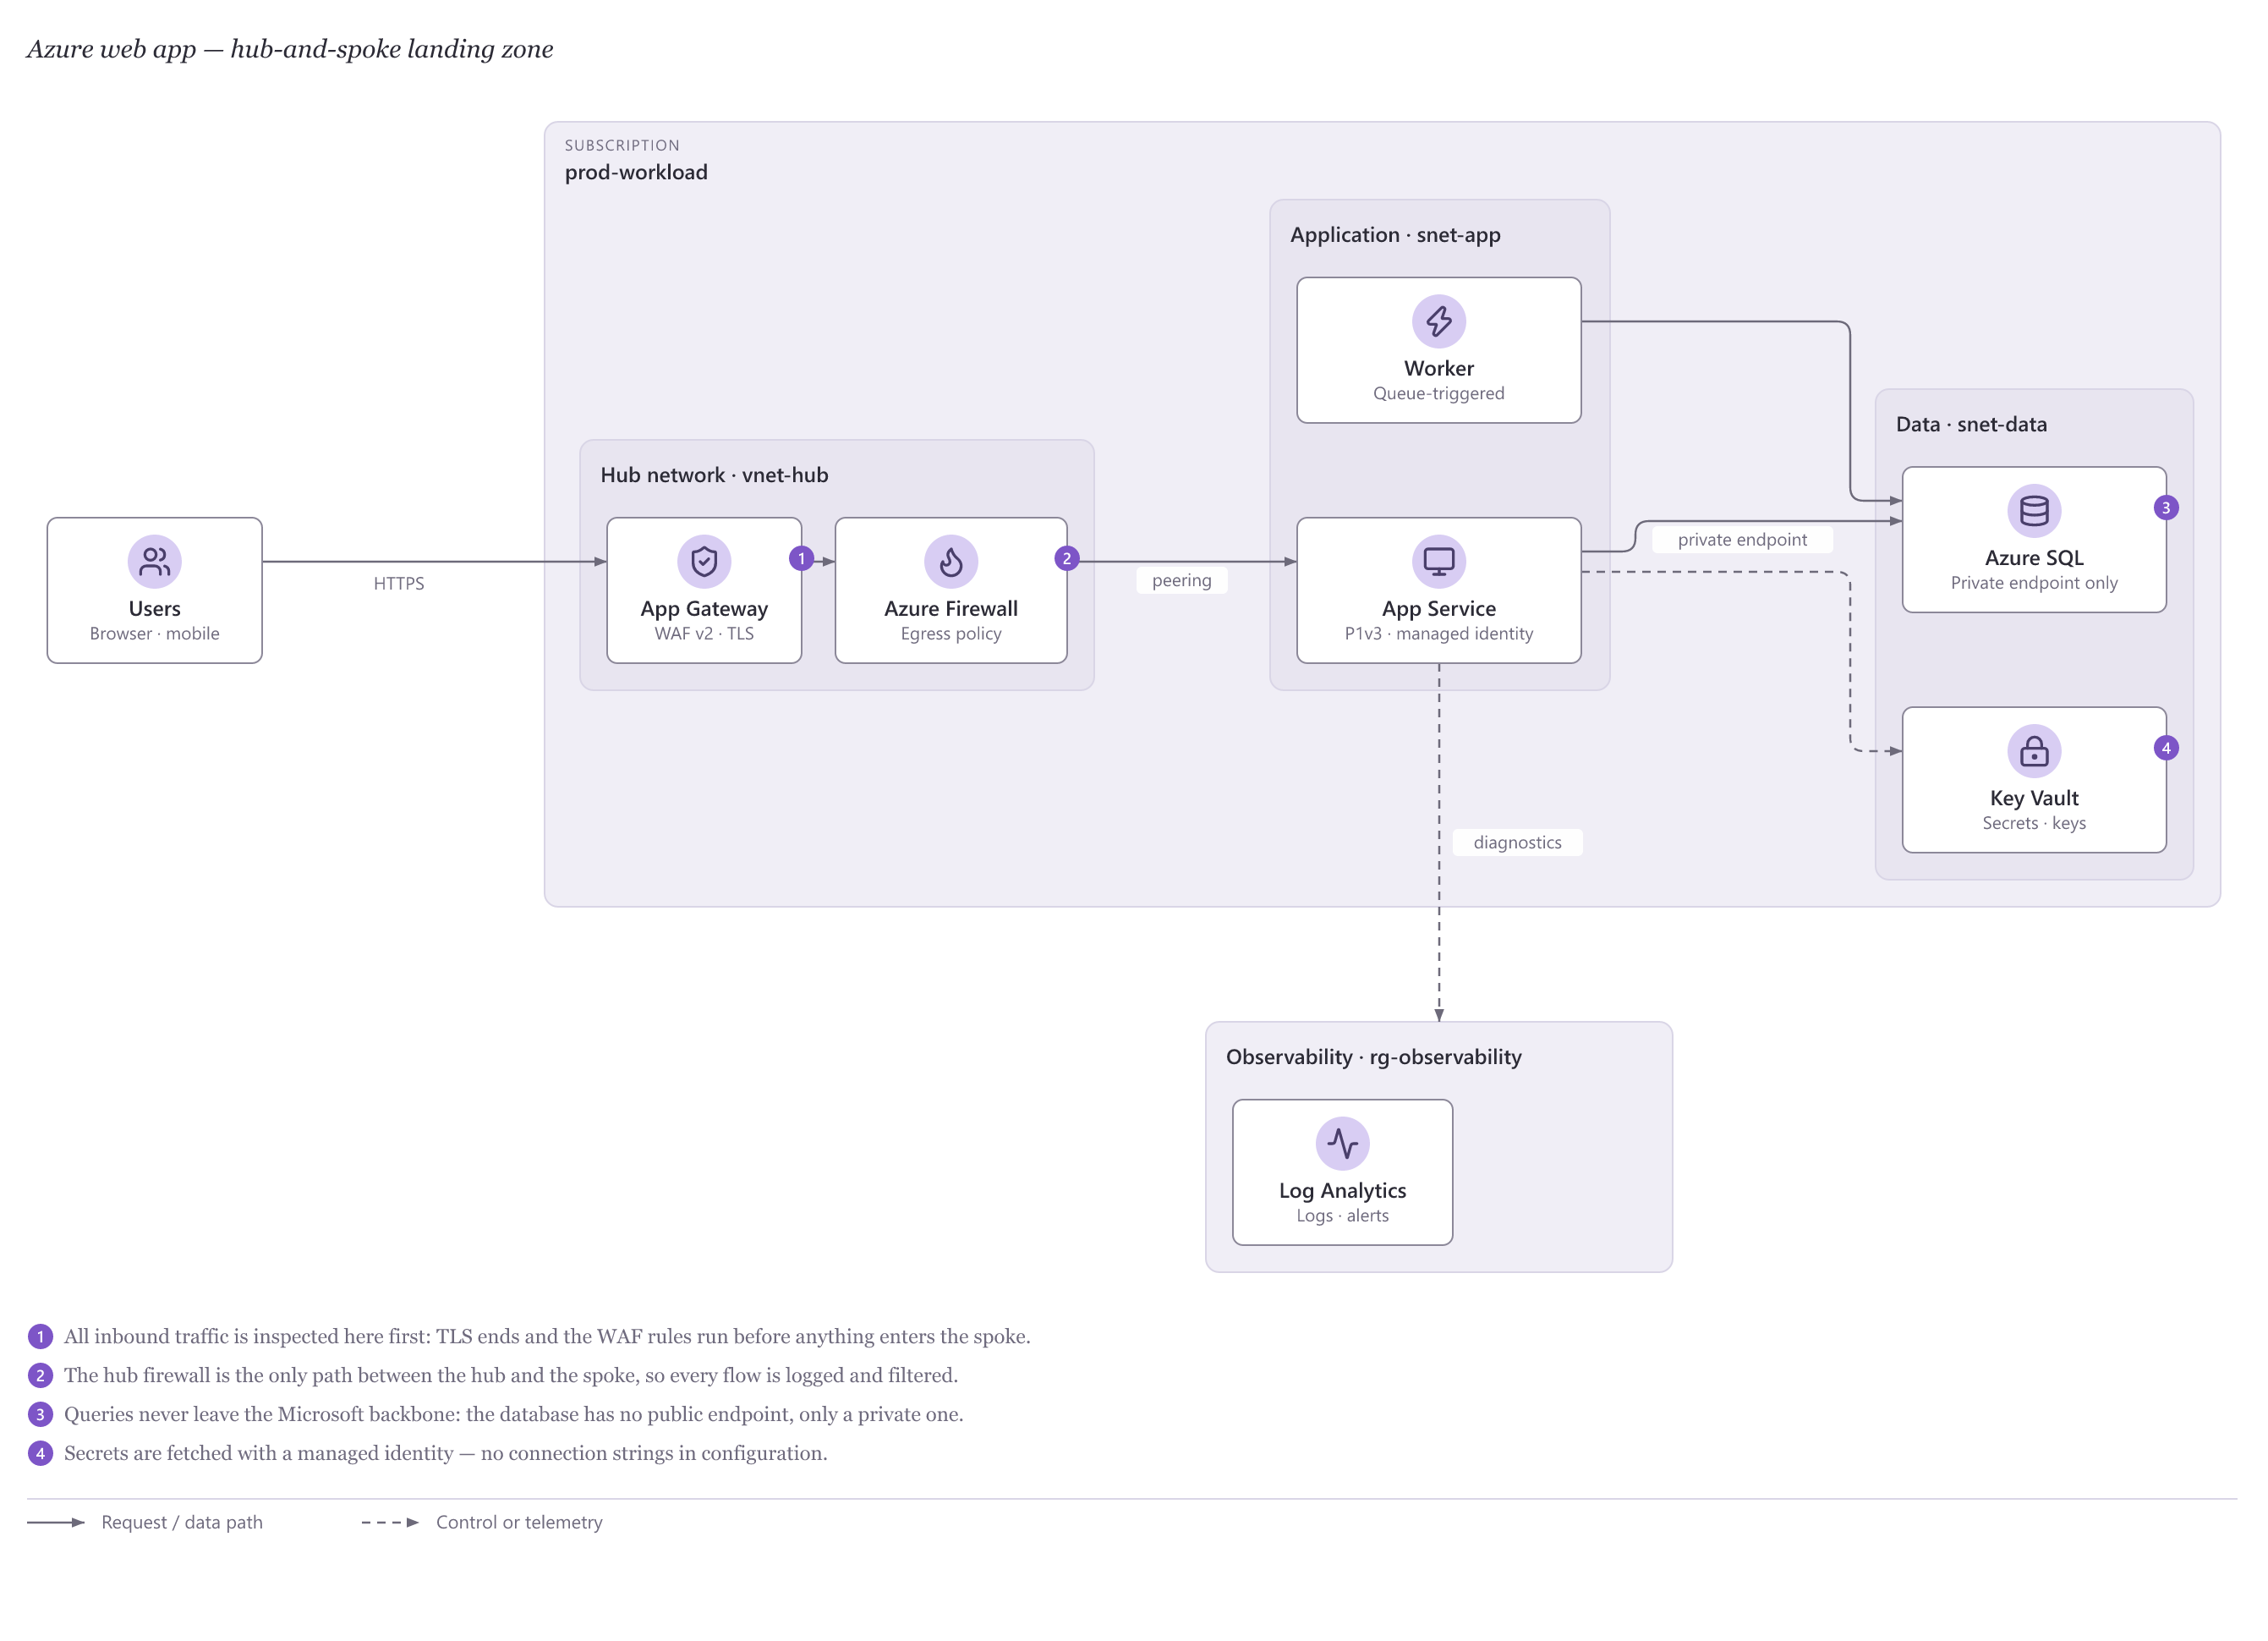 Azure web app — hub-and-spoke landing zone
SUBSCRIPTION
prod-workload
Application · snet-app
Worker
Queue-triggered
Data · snet-data
Hub network · vnet-hub
3
private endpoint
Azure SQL
Private endpoint only
1
2
HTTPS
peering
Users
Browser · mobile
App Gateway
WAF v2 · TLS
Azure Firewall
Egress policy
App Service
P1v3 · managed identity
4
Key Vault
Secrets · keys
diagnostics
Observability · rg-observability
Log Analytics
Logs · alerts
1 All inbound traffic is inspected here first: TLS ends and the WAF rules run before anything enters the spoke.
2 The hub firewall is the only path between the hub and the spoke, so every flow is logged and filtered.
3 Queries never leave the Microsoft backbone: the database has no public endpoint, only a private one.
4 Secrets are fetched with a managed identity — no connection strings in configuration.
Request / data path
Control or telemetry